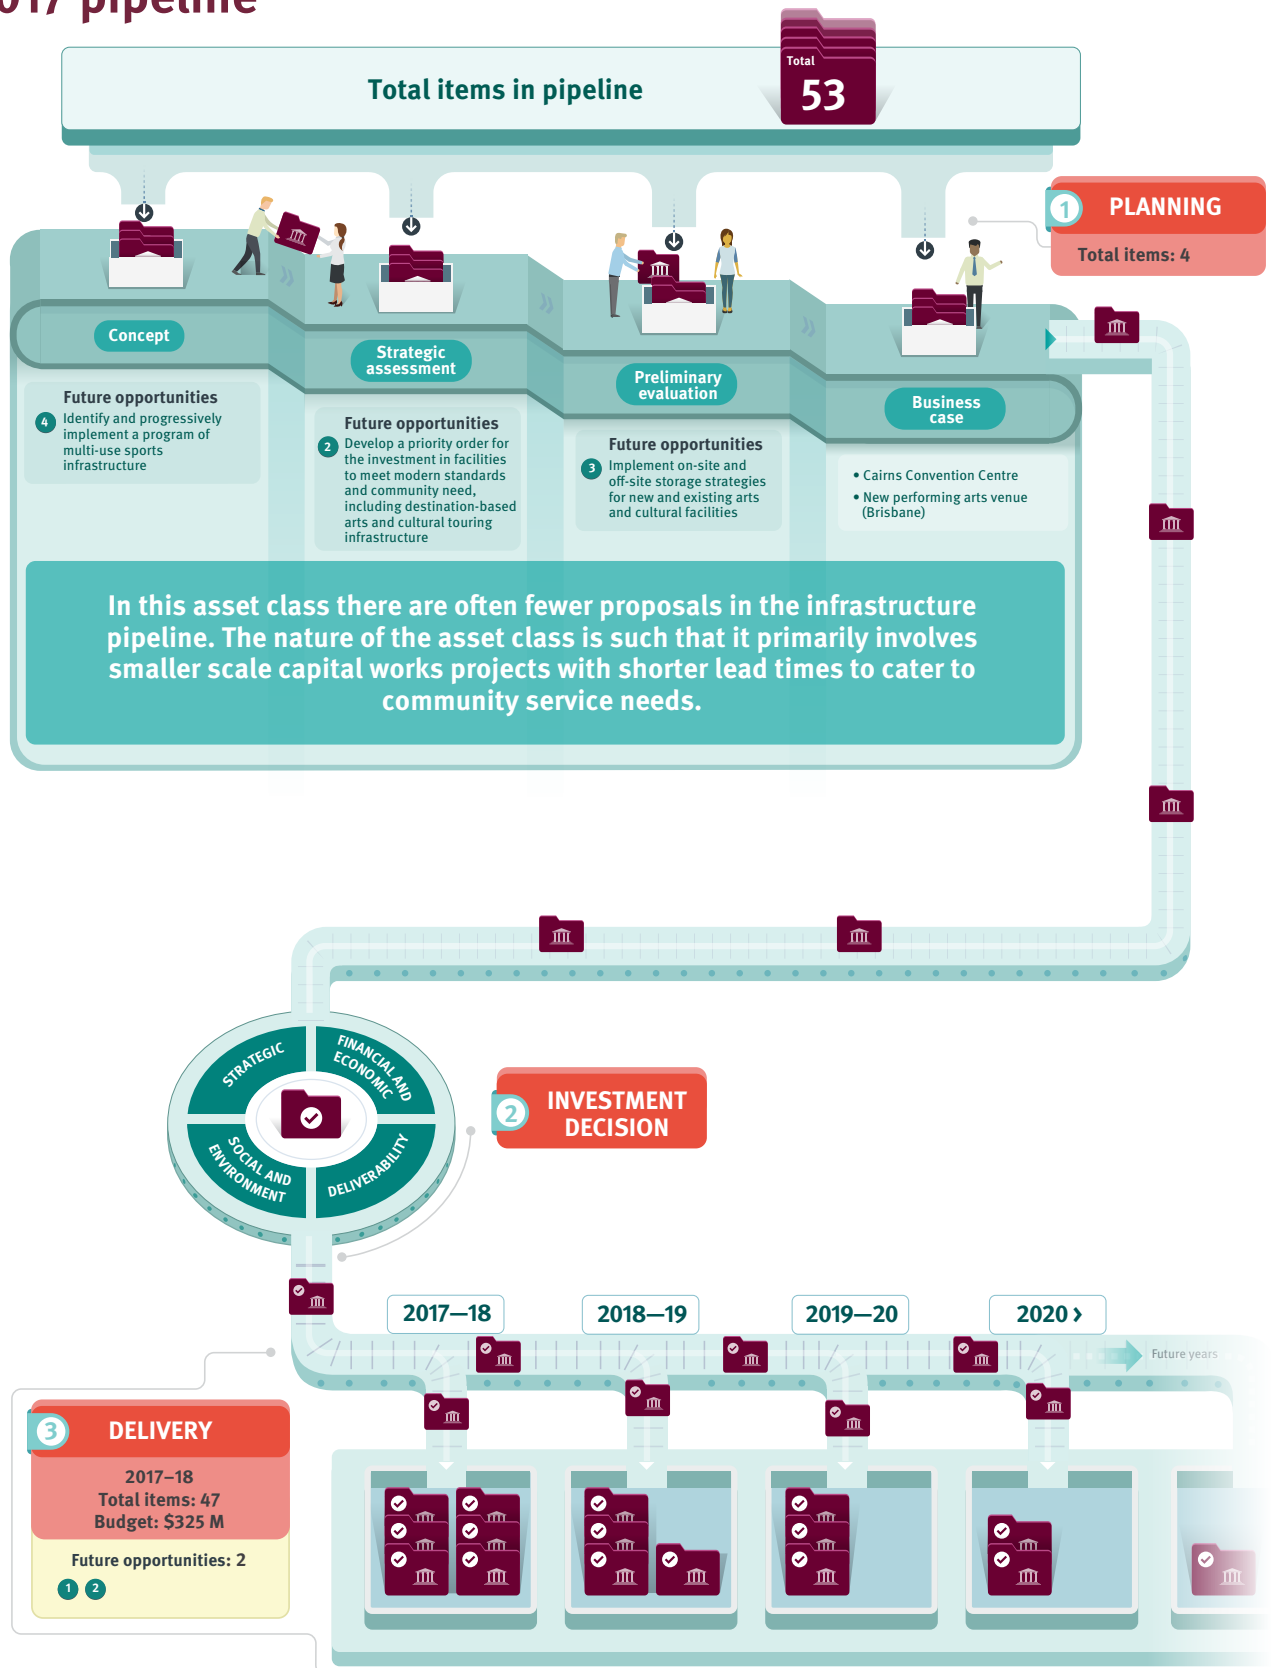 2017 pipeline
Total items in pipeline
Total
53
1
PLANNING
Total items: 4
Concept
Strategic
assessment
Preliminary
evaluation
Business
case
Future opportunities
4
Identify and progressively
implement a program of
multi-use sports
infrastructure
Future opportunities
2
Develop a priority order for
the investment in facilities
to meet modern standards
and community need,
including destination-based
arts and cultural touring
infrastructure
Future opportunities
3
Implement on-site and
off-site storage strategies
for new and existing arts
and cultural facilities
• Cairns Convention Centre
• New performing arts venue
(Brisbane)
In this asset class there are often fewer proposals in the infrastructure
pipeline. The nature of the asset class is such that it primarily involves
smaller scale capital works projects with shorter lead times to cater to
community service needs.
STRATEGIC
FINANCIAL AND
ECONOMIC
SOCIAL AND
ENVIRONMENT
DELIVERABILITY
2
INVESTMENT
DECISION
2017—18
2018—19
2019—20
2020 ›
Future years
3
DELIVERY
2017–18
Total items: 47
Budget: $325 M
Future opportunities: 2
1 2